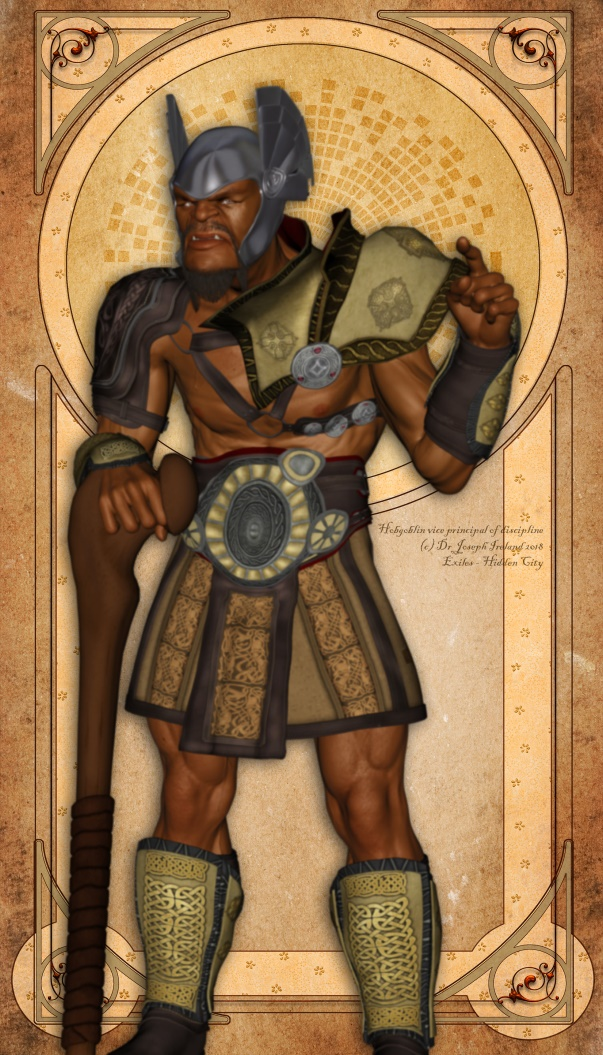 Hobgoblin vice principal of discipline
(c) Dr Joseph Ireland 2018
Exiles - Hidden City